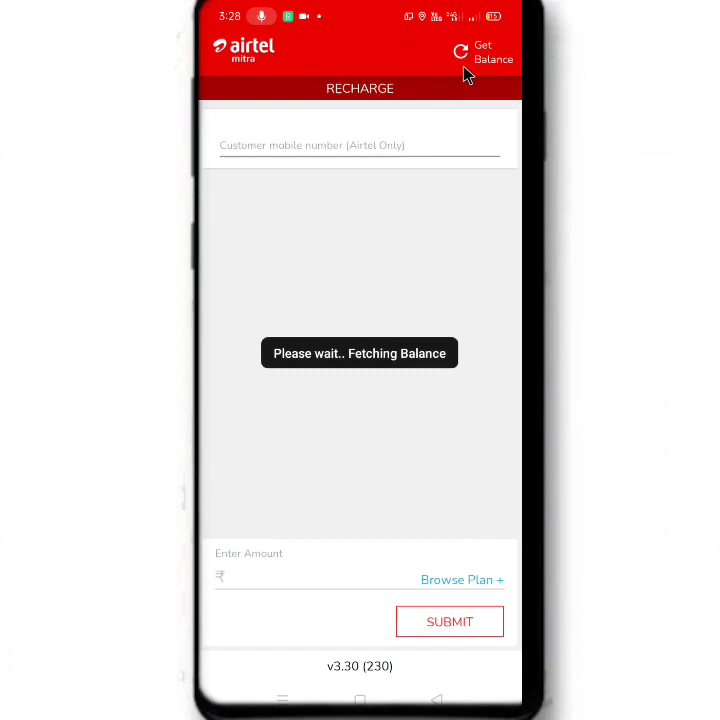 3:28
airtel
mitra
Get
Balance
RECHARGE
Customer mobile number (Airtel Only)
Please wait.. Fetching Balance
Enter Amount
₹
Browse Plan +
SUBMIT
v3.30 (230)